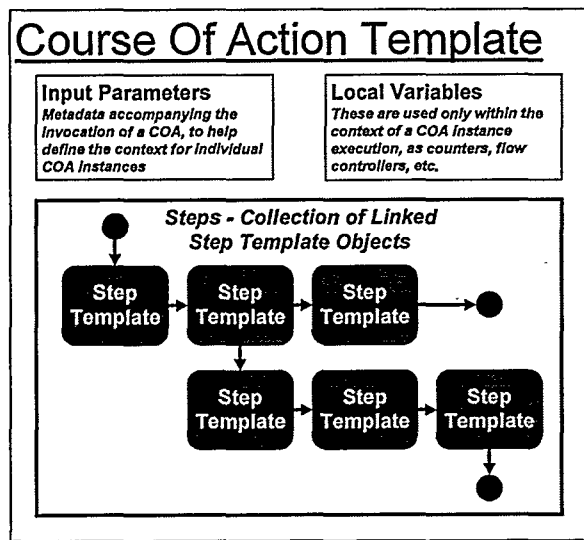 Course Of Action Template
Input Parameters
Metadata accompanying the
invocation of a COA, to help
define the context for individual
COA instances
Local Variables
These are used only within the
context of a COA instance
execution, as counters, flow
controllers, etc.
Steps - Collection of Linked
Step Template Objects
Step
Template
Step
Template
Step
Template
Step
Template
Step
Template
Step
Template